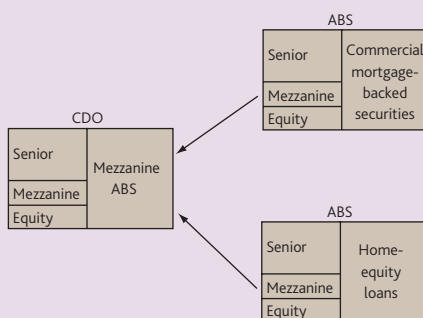 ABS
Senior
Mezzanine
Equity
Commercial
mortgage-
backed
securities
CDO
Senior
Mezzanine
Equity
Mezzanine
ABS
ABS
Senior
Mezzanine
Equity
Home-
equity
loans